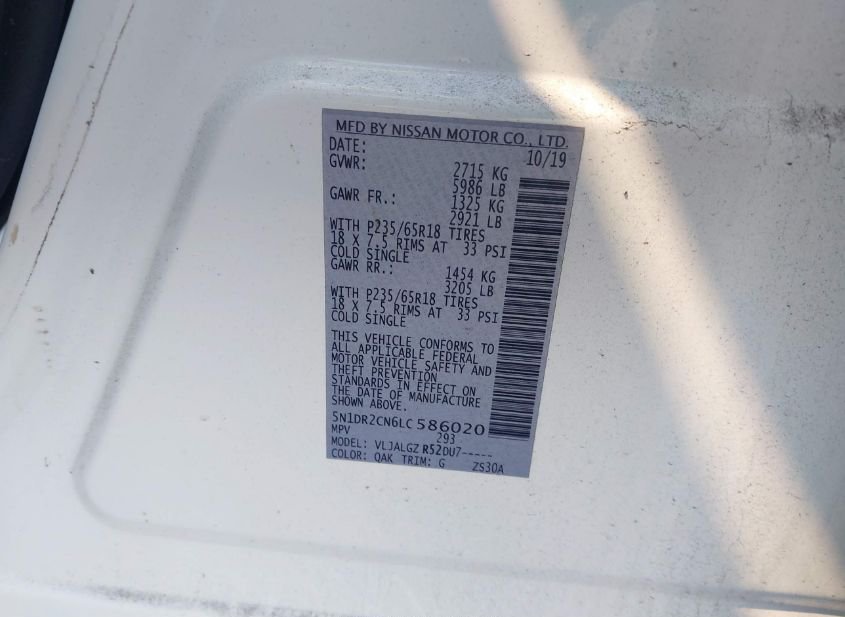 MFD BY NISSAN MOTOR CO., LTD.
DATE: 10/19
GVWR: 2715 KG
5986 LB
GAWR FR.: 1325 KG
2921 LB
WITH P235/65R18 TIRES
18 X 7.5 RIMS AT 33 PSI
COLD SINGLE
GAWR RR.: 1454 KG
3205 LB
WITH P235/65R18 TIRES
18 X 7.5 RIMS AT 33 PSI
COLD SINGLE
THIS VEHICLE CONFORMS TO
ALL APPLICABLE FEDERAL
MOTOR VEHICLE SAFETY AND
THEFT PREVENTION
STANDARDS IN EFFECT ON
THE DATE OF MANUFACTURE
SHOWN ABOVE.
5N1DR2CN6LC586020
MPV 293
MODEL: VLJALGZ R52DU7-----
COLOR: QAK TRIM: G ZS30A